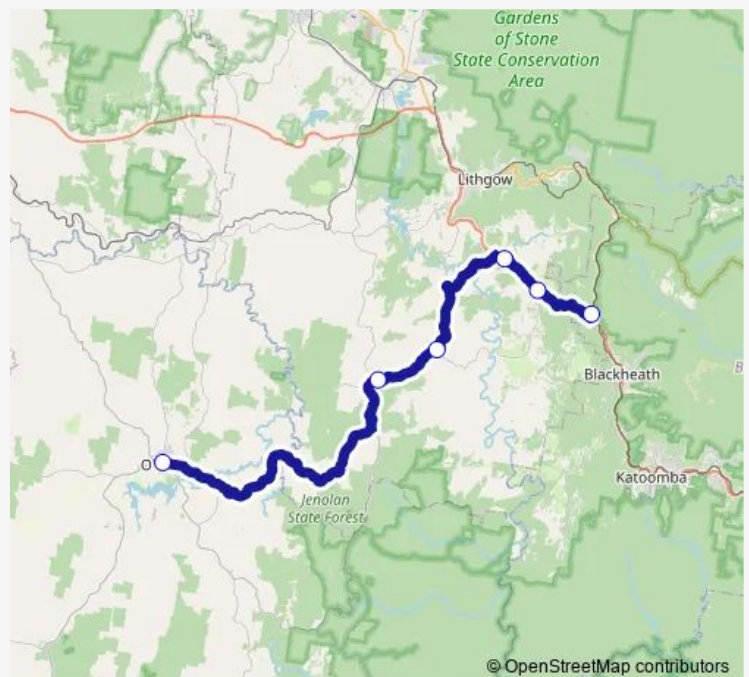 Gardens
of Stone
State Conservation
Area
Lithgow
Blackheath
Katoomba
O
Jenolan
State Forest
B
© OpenStreetMap contributors